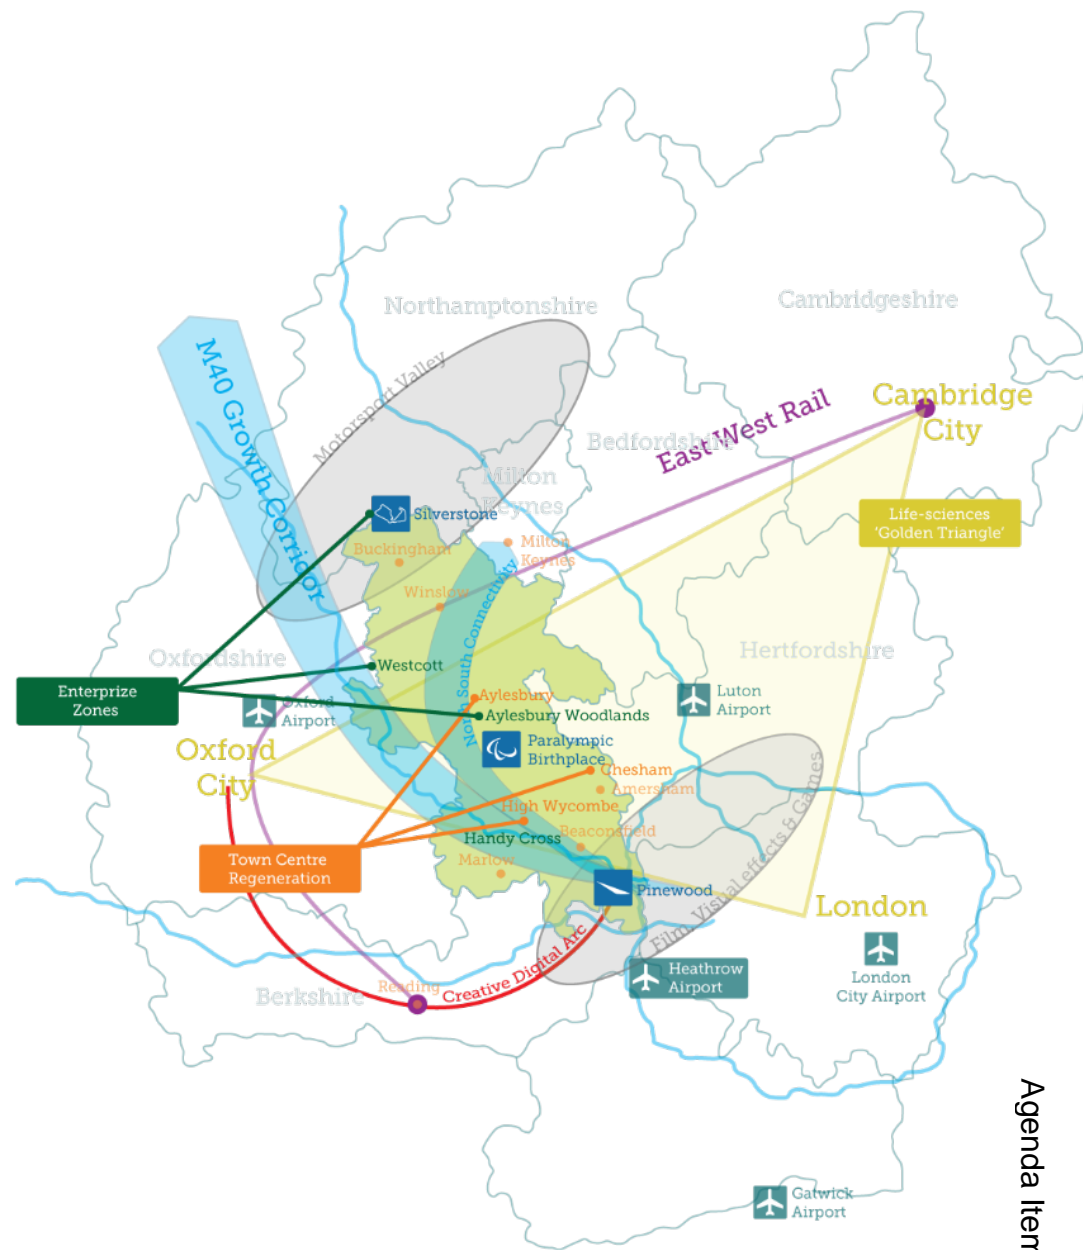 Northamptonshire
Cambridgeshire
M40 Growth Corridor
Motorsport Valley
Cambridge
City
East West Rail
Bedfordshire
Milton
Keynes
Silverstone
Life-sciences
'Golden Triangle'
Buckingham
Milton
Keynes
Winslow
North South Connectivity
Oxfordshire
Westcott
Hertfordshire
Enterprize
Zones
Oxford
Airport
Aylesbury
Aylesbury Woodlands
Luton
Airport
Oxford
City
Paralympic
Birthplace
Chesham
Amersham
High Wycombe
Beaconsfield
Handy Cross
Town Centre
Regeneration
Marlow
Pinewood
Film, Visual effects & Games
London
Creative Digital Arc
Heathrow
Airport
London
City Airport
Reading
Berkshire
Gatwick
Airport
Agenda Item